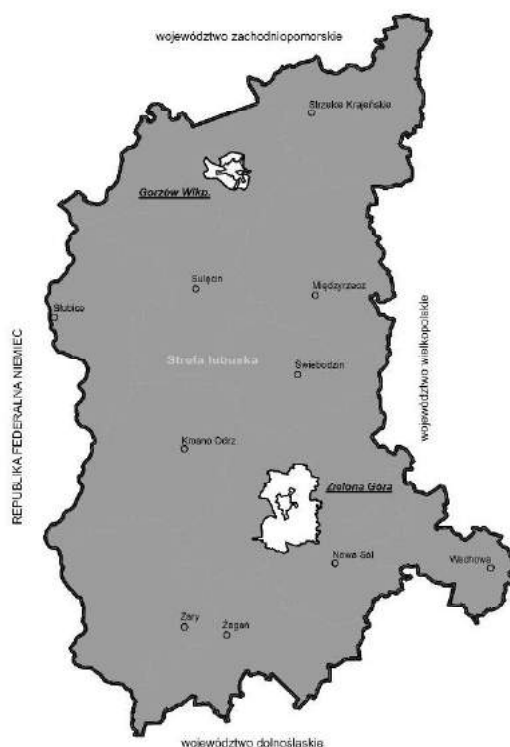 województwo zachodniopomorskie
Strzelce Krajeńskie
Gorzów Wlkp.
Sulęcin
Międzyrzecz
Słubice
Strefa lubuska
Świebodzin
REPUBLIKA FEDERALNA NIEMIEC
województwo wielkopolskie
Krosno Odrz
Zielona Góra
Nowa Sól
Wschowa
Żary
Żagań
województwo dolnośląskie